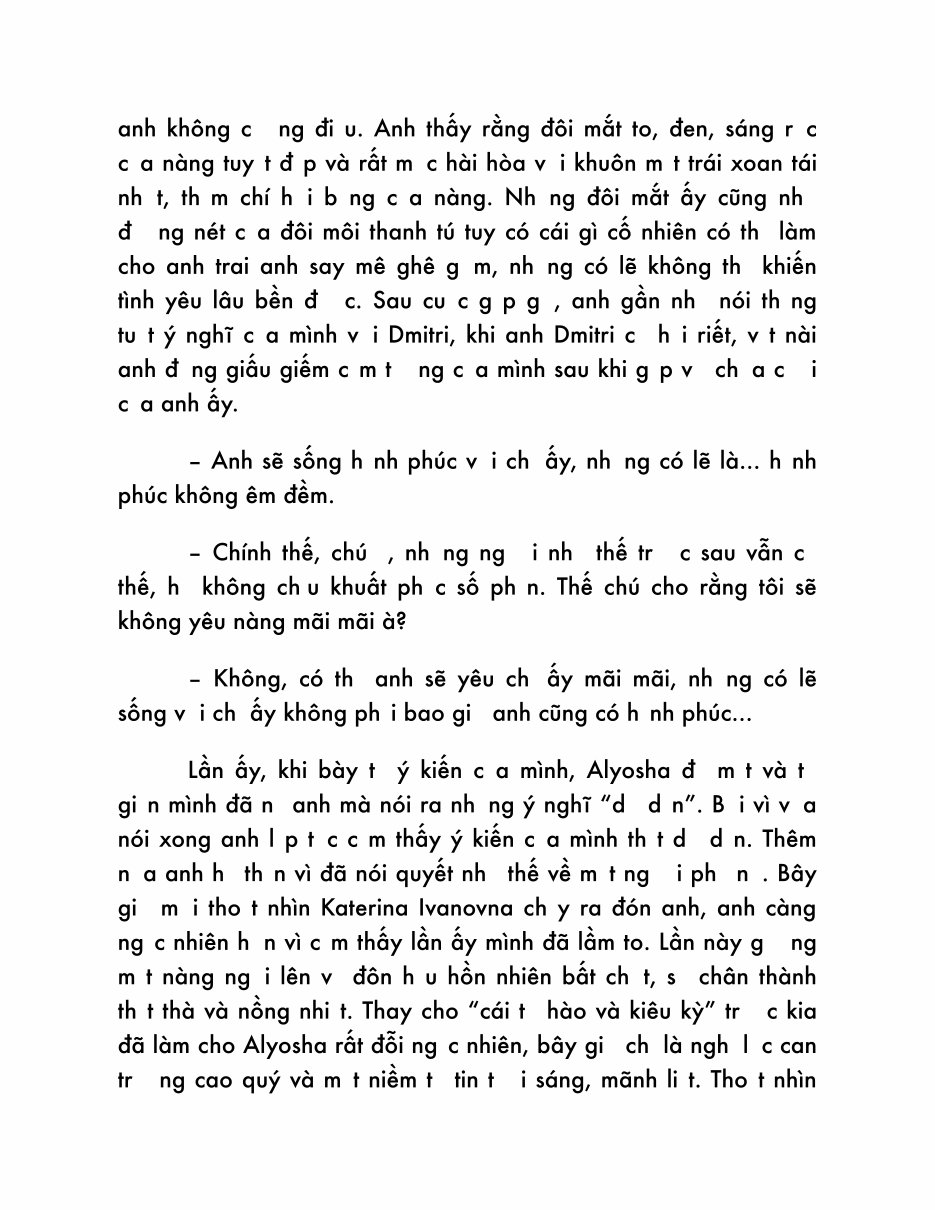 anh không c ng đi u. Anh thấy rằng đôi mắt to, đen, sáng r c
c a nàng tuy t đ p và rất m c hài hòa v i khuôn m t trái xoan tái
nh t, th m chí h i b ng c a nàng. Nh ng đôi mắt ấy cũng nh
đ ng nét c a đôi môi thanh tú tuy có cái gì cố nhiên có th làm
cho anh trai anh say mê ghê g m, nh ng có lẽ không th khiến
tình yêu lâu bền đ c. Sau cu c g p g , anh gần nh nói th ng
tu t ý nghĩ c a mình v i Dmitri, khi anh Dmitri c h i riết, v t nài
anh đ ng giấu giếm c m t ng c a mình sau khi g p v ch a c i
c a anh ấy.
– Anh sẽ sống h nh phúc v i ch ấy, nh ng có lẽ là... h nh
phúc không êm đềm.
– Chính thế, chú , nh ng ng i nh thế tr c sau vẫn c
thế, h không ch u khuất ph c số ph n. Thế chú cho rằng tôi sẽ
không yêu nàng mãi mãi à?
– Không, có th anh sẽ yêu ch ấy mãi mãi, nh ng có lẽ
sống v i ch ấy không ph i bao gi anh cũng có h nh phúc...
Lần ấy, khi bày t ý kiến c a mình, Alyosha đ m t và t
gi n mình đã n anh mà nói ra nh ng ý nghĩ “d d n”. B i vì v a
nói xong anh l p t c c m thấy ý kiến c a mình th t d d n. Thêm
n a anh h th n vì đã nói quyết nh thế về m t ng i ph n . Bây
gi m i tho t nhìn Katerina Ivanovna ch y ra đón anh, anh càng
ng c nhiên h n vì c m thấy lần ấy mình đã lầm to. Lần này g ng
m t nàng ng i lên v đôn h u hồn nhiên bất ch t, s chân thành
th t thà và nồng nhi t. Thay cho “cái t hào và kiêu kỳ” tr c kia
đã làm cho Alyosha rất đỗi ng c nhiên, bây gi ch là ngh l c can
tr ng cao quý và m t niềm t tin t i sáng, mãnh li t. Tho t nhìn